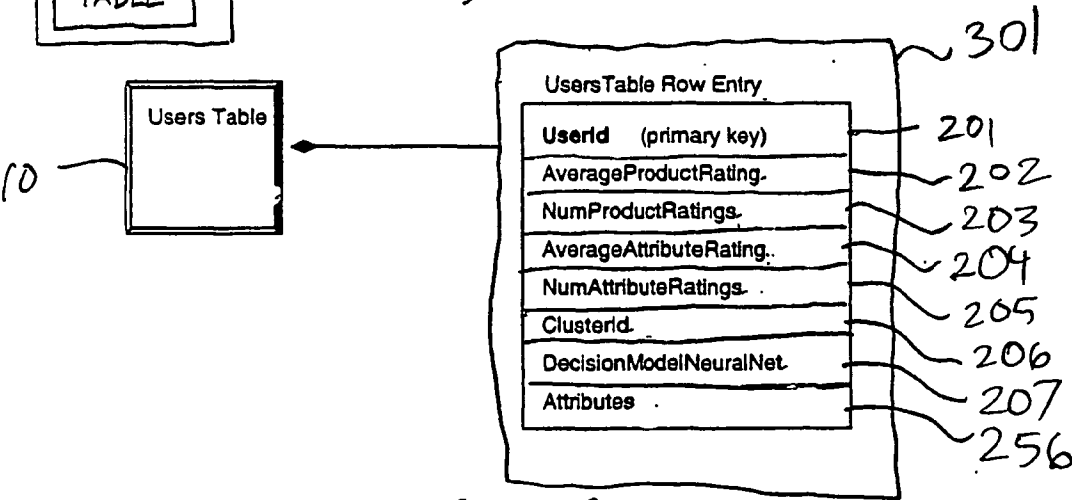 TABLE
301
UsersTable Row Entry
Users Table
UserId (primary key)
201
10
AverageProductRating
202
NumProductRatings
203
AverageAttributeRating
204
NumAttributeRatings
205
ClusterId
206
DecisionModelNeuralNet
207
Attributes
256